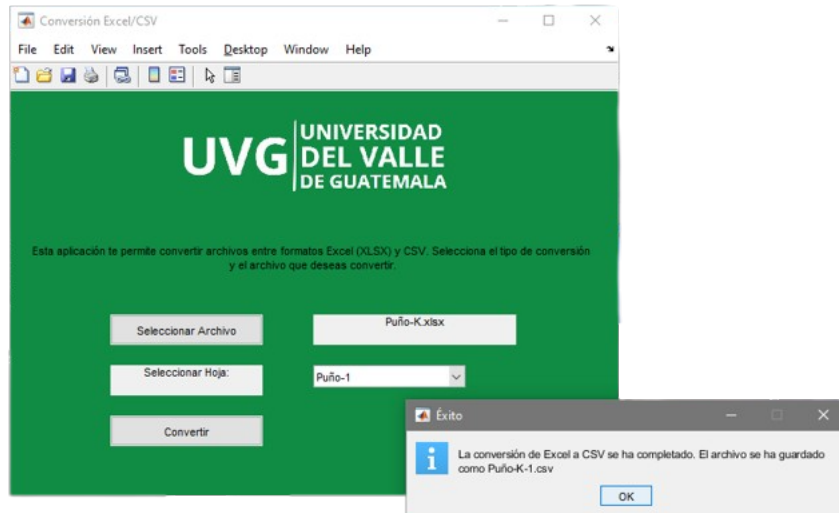 Conversión Excel/CSV
File Edit View Insert Tools Desktop Window Help
UVG
UNIVERSIDAD
DEL VALLE
DE GUATEMALA
Esta aplicación te permite convertir archivos entre formatos Excel (XLSX) y CSV. Selecciona el tipo de conversión
y el archivo que deseas convertir.
Seleccionar Archivo
Puño-K.xlsx
Seleccionar Hoja:
Puño-1
Convertir
Éxito
La conversión de Excel a CSV se ha completado. El archivo se ha guardado
como Puño-K-1.csv
OK